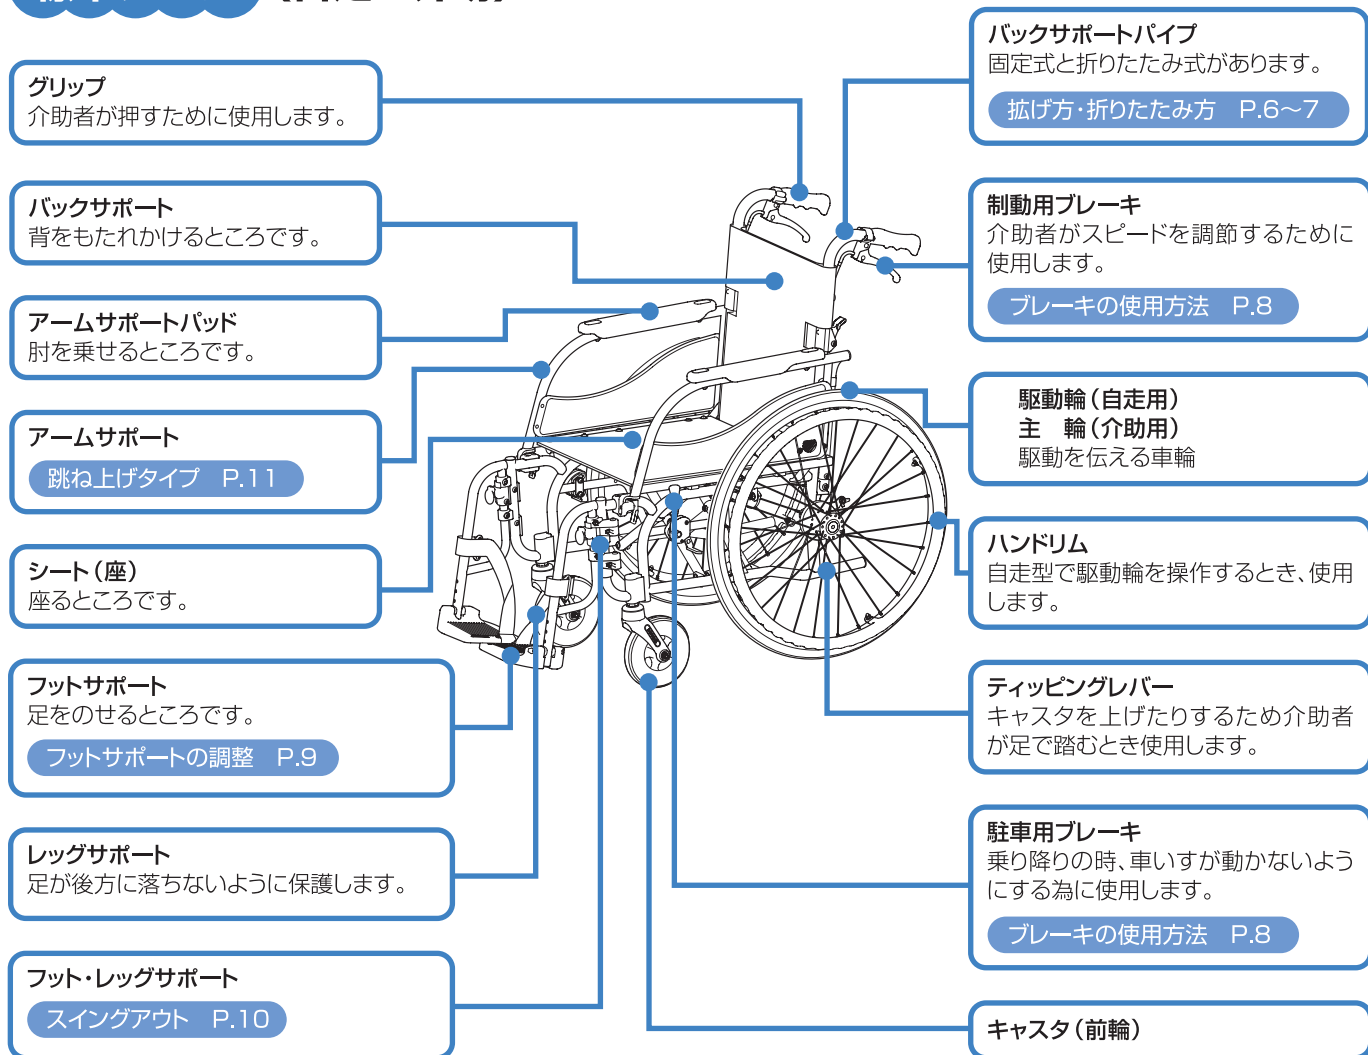 グリップ
介助者が押すために使用します。
バックサポート
背をもたれかけるところです。
アームサポートパッド
肘を乗せるところです。
アームサポート
跳ね上げタイプ　P.11
シート（座）
座るところです。
フットサポート
足をのせるところです。
フットサポートの調整　P.9
レッグサポート
足が後方に落ちないように保護します。
フット・レッグサポート
スイングアウト　P.10
バックサポートパイプ
固定式と折りたたみ式があります。
拡げ方・折りたたみ方　P.6〜7
制動用ブレーキ
介助者がスピードを調節するために
使用します。
ブレーキの使用方法　P.8
駆動輪（自走用）
主　輪（介助用）
駆動を伝える車輪
ハンドリム
自走型で駆動輪を操作するとき、使用
します。
ティッピングレバー
キャスタを上げたりするため介助者
が足で踏むとき使用します。
駐車用ブレーキ
乗り降りの時、車いすが動かないよう
にする為に使用します。
ブレーキの使用方法　P.8
キャスタ（前輪）